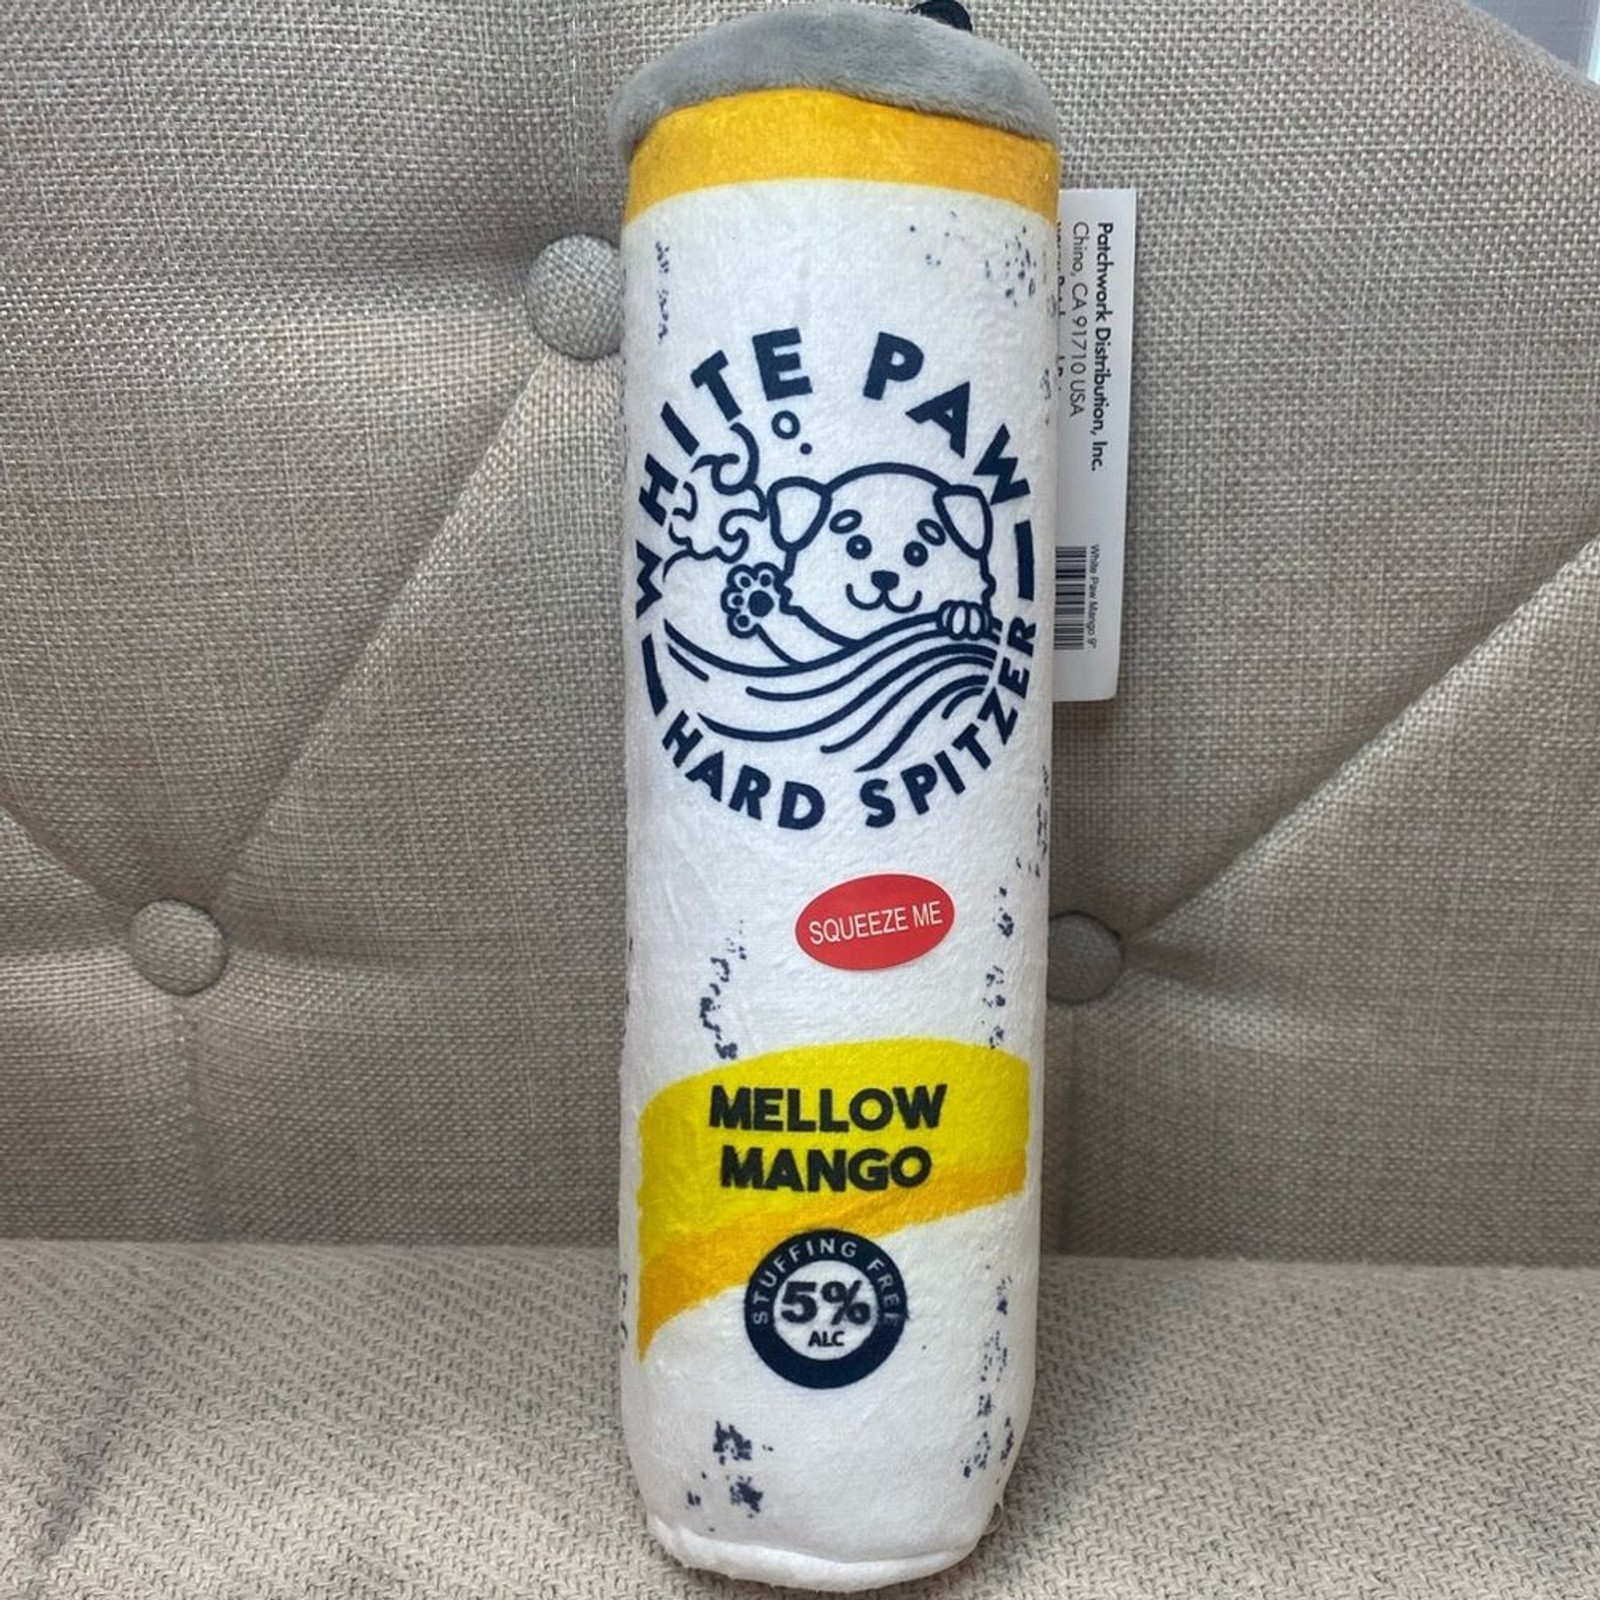 WHITE PAW
HARD SPITZER
SQUEEZE ME
MELLOW
MANGO
STUFFING FREE
5%
ALC
Patchwork Distribution, Inc.
Chino, CA 91710 USA
White Paw Mango 9"